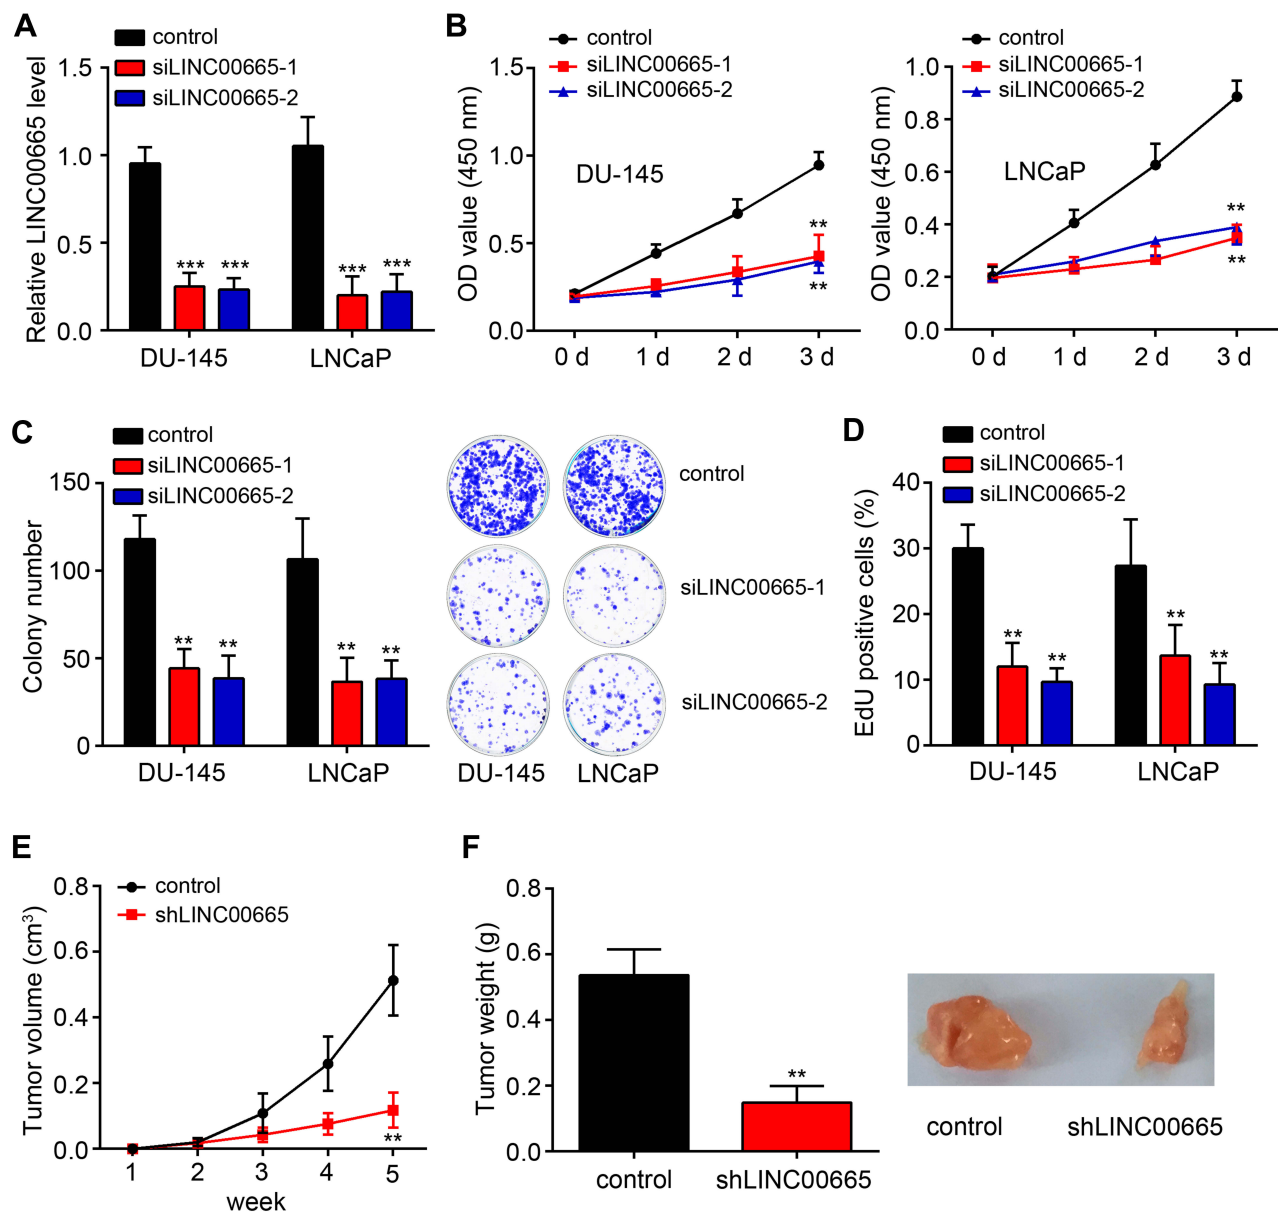 A
control
siLINC00665-1
siLINC00665-2
Relative LINC00665 level
1.5
1.0
0.5
0.0
*** *** *** ***
DU-145 LNCaP
B
control
siLINC00665-1
siLINC00665-2
OD value (450 nm)
1.5
1.0
0.5
0.0
DU-145
**
**
0 d 1 d 2 d 3 d
control
siLINC00665-1
siLINC00665-2
OD value (450 nm)
1.0
0.8
0.6
0.4
0.2
0.0
LNCaP
**
**
0 d 1 d 2 d 3 d
C
control
siLINC00665-1
siLINC00665-2
Colony number
150
100
50
0
** ** ** **
DU-145 LNCaP
control
siLINC00665-1
siLINC00665-2
DU-145 LNCaP
D
control
siLINC00665-1
siLINC00665-2
EdU positive cells (%)
40
30
20
10
0
** ** ** **
DU-145 LNCaP
E
control
shLINC00665
Tumor volume (cm³)
0.8
0.6
0.4
0.2
0.0
**
1 2 3 4 5
week
F
Tumor weight (g)
0.8
0.6
0.4
0.2
0.0
**
control shLINC00665
control shLINC00665